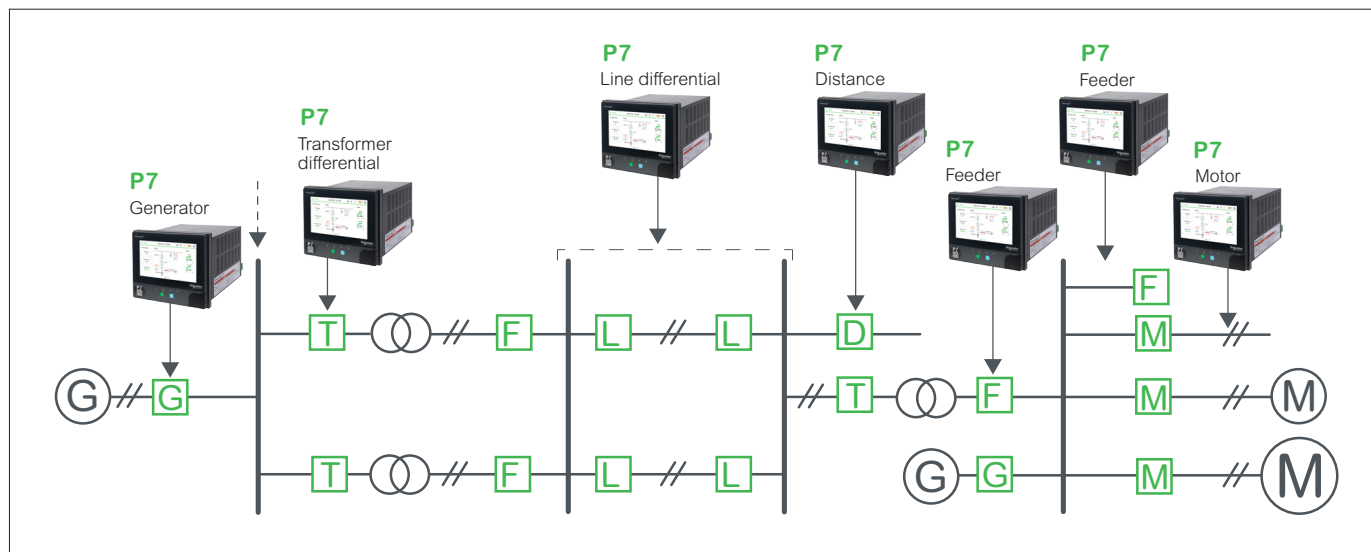 P7
Line differential
P7
Distance
P7
Feeder
P7
Transformer
differential
P7
Feeder
P7
Motor
P7
Generator
F
T
F
L
L
D
M
G
G
T
F
M
M
T
F
L
L
G
G
M
M